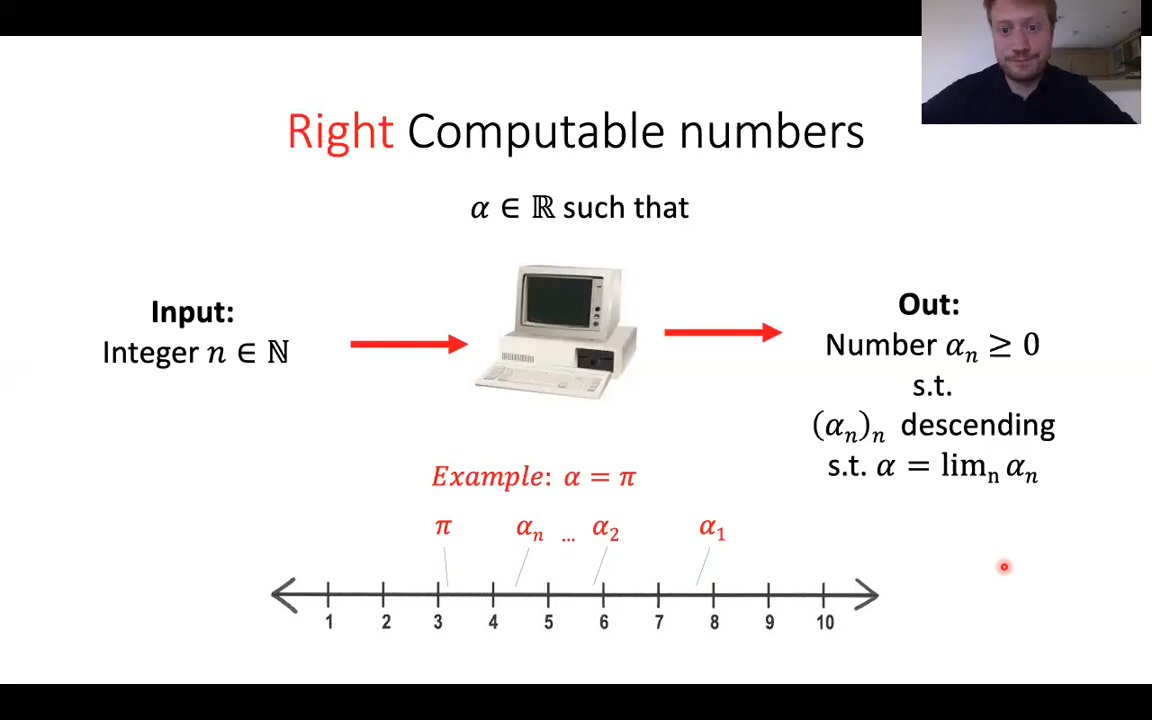 Right Computable numbers
α ∈ ℝ such that
Input:
Integer n ∈ ℕ
Out:
Number αₙ ≥ 0
s.t.
(αₙ)ₙ descending
s.t. α = limₙ αₙ
Example: α = π
π αₙ ... α₂ α₁
1 2 3 4 5 6 7 8 9 10